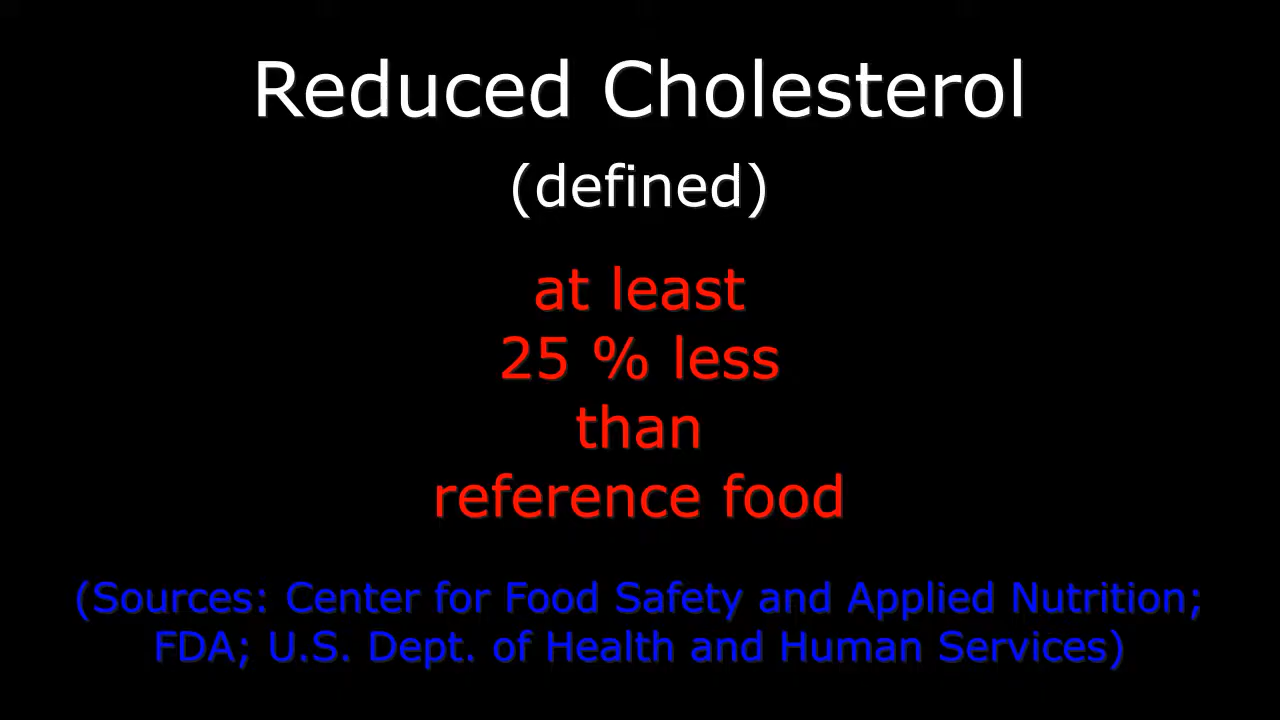 Reduced Cholesterol
(defined)
at least
25 % less
than
reference food
(Sources: Center for Food Safety and Applied Nutrition;
FDA; U.S. Dept. of Health and Human Services)